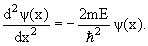 d²ψ(x)/dx² = − 2mE/ħ² ψ(x).